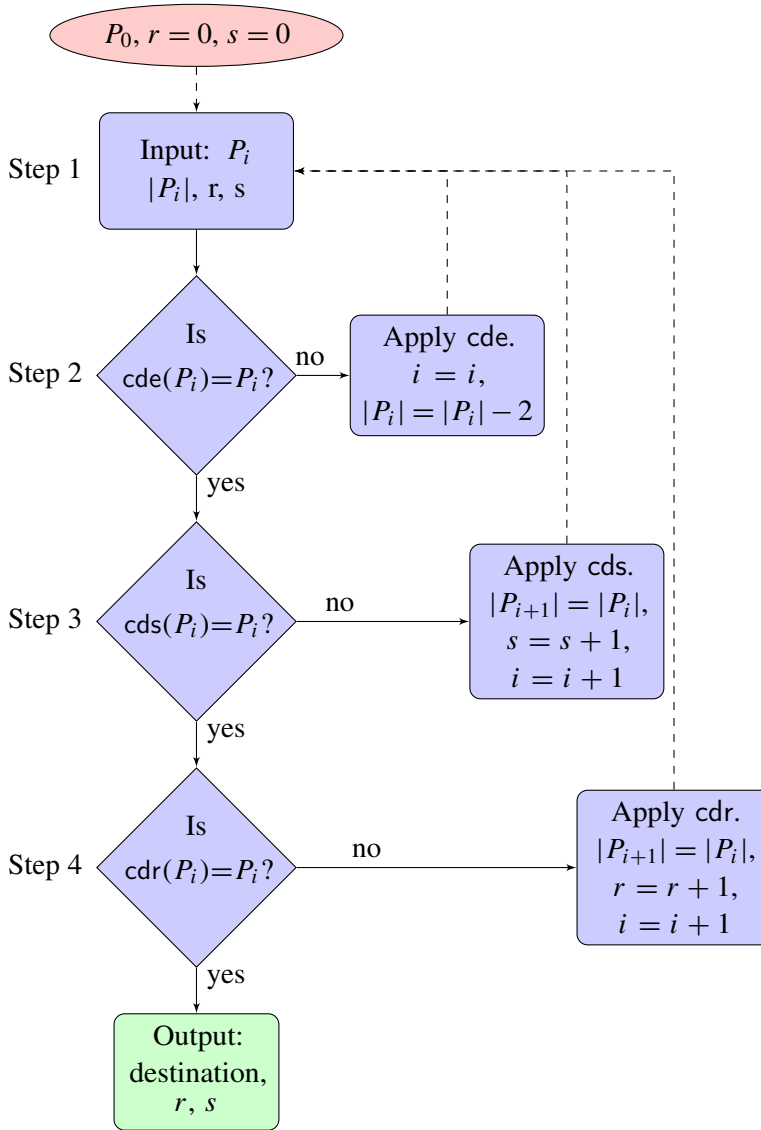 P₀, r = 0, s = 0
Step 1
Input: Pᵢ
|Pᵢ|, r, s
Step 2
Is
cde(Pᵢ)=Pᵢ?
no
Apply cde.
i = i,
|Pᵢ| = |Pᵢ| − 2
yes
Step 3
Is
cds(Pᵢ)=Pᵢ?
no
Apply cds.
|Pᵢ₊₁| = |Pᵢ|,
s = s + 1,
i = i + 1
yes
Step 4
Is
cdr(Pᵢ)=Pᵢ?
no
Apply cdr.
|Pᵢ₊₁| = |Pᵢ|,
r = r + 1,
i = i + 1
yes
Output:
destination,
r, s